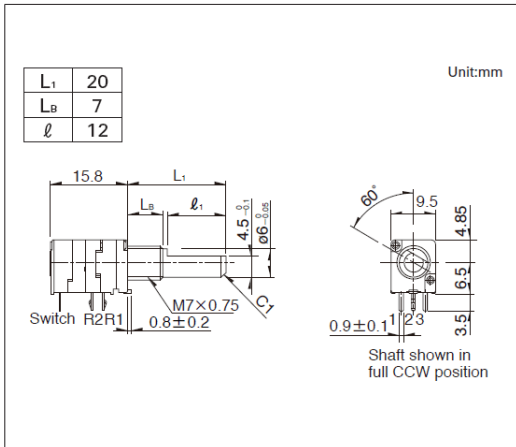 Unit:mm
L₁ 20
LB 7
ℓ 12
15.8
L₁
LB
ℓ₁
4.5 0 -0.1
ø6 0 -0.05
60°
9.5
4.85
6.5
3.5
M7×0.75
C1
Switch R2R1
0.8±0.2
0.9±0.1
1 2 3
Shaft shown in
full CCW position